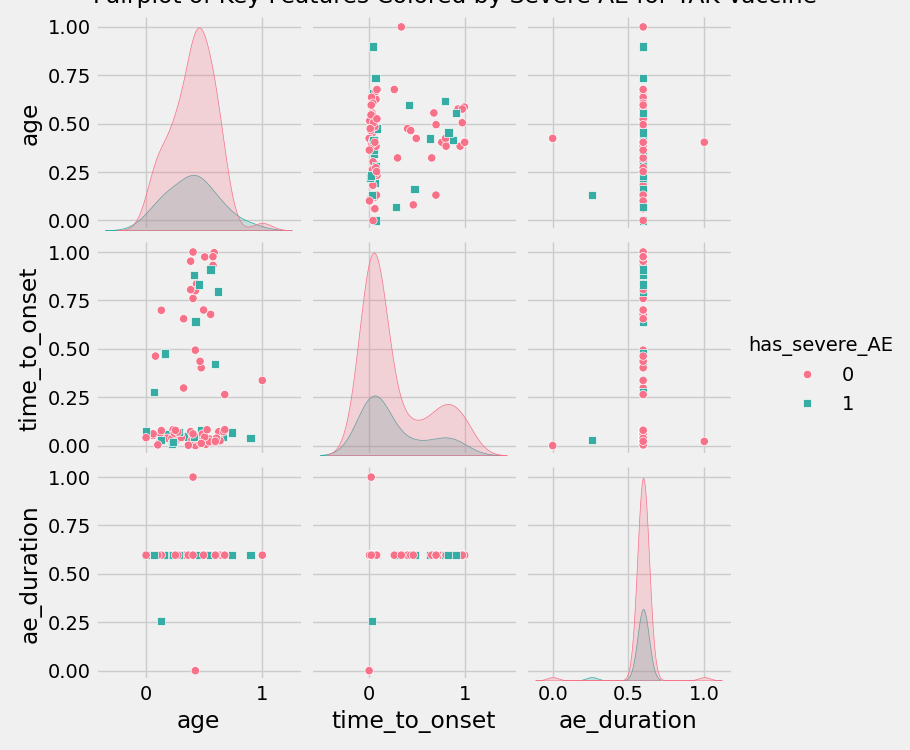 Pairplot of Key Features Colored by Severe AE for YAK Vaccine
1.00
0.75
0.50
0.25
0.00
age
1.00
0.75
0.50
0.25
0.00
time_to_onset
has_severe_AE
0
1
1.00
0.75
0.50
0.25
0.00
ae_duration
0 1 0 1 0.0 0.5 1.0
age time_to_onset ae_duration